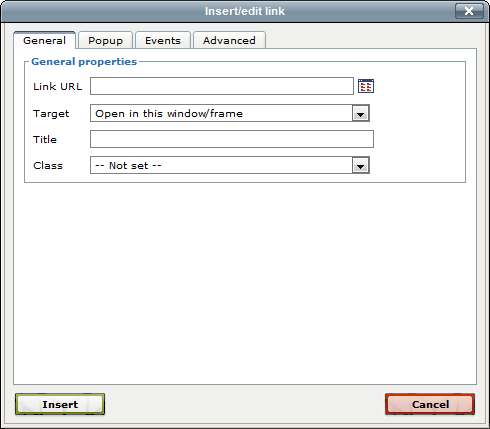 Insert/edit link
General Popup Events Advanced
General properties
Link URL
Target Open in this window/frame
Title
Class -- Not set --
Insert Cancel